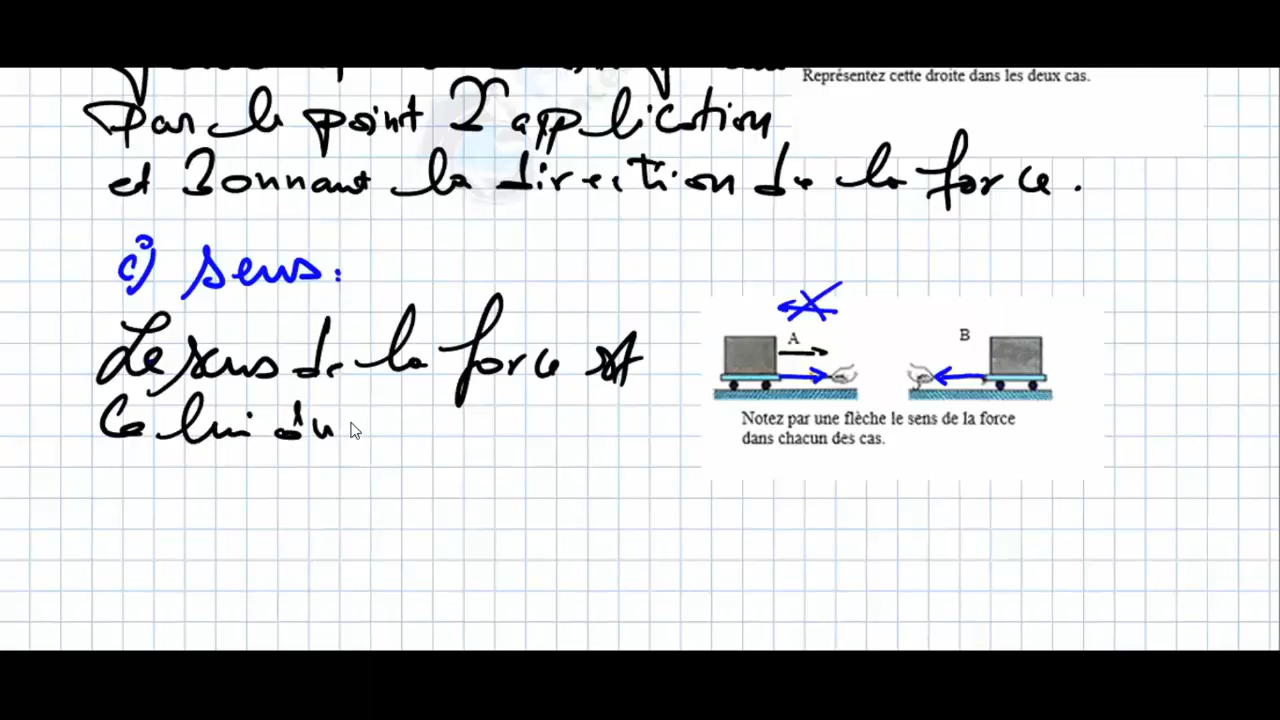 Représentez cette droite dans les deux cas.
par le point d'application
et donnant la direction de la force.
c) sens:
Le sens de la force est
celui du
A
B
Notez par une flèche le sens de la force
dans chacun des cas.